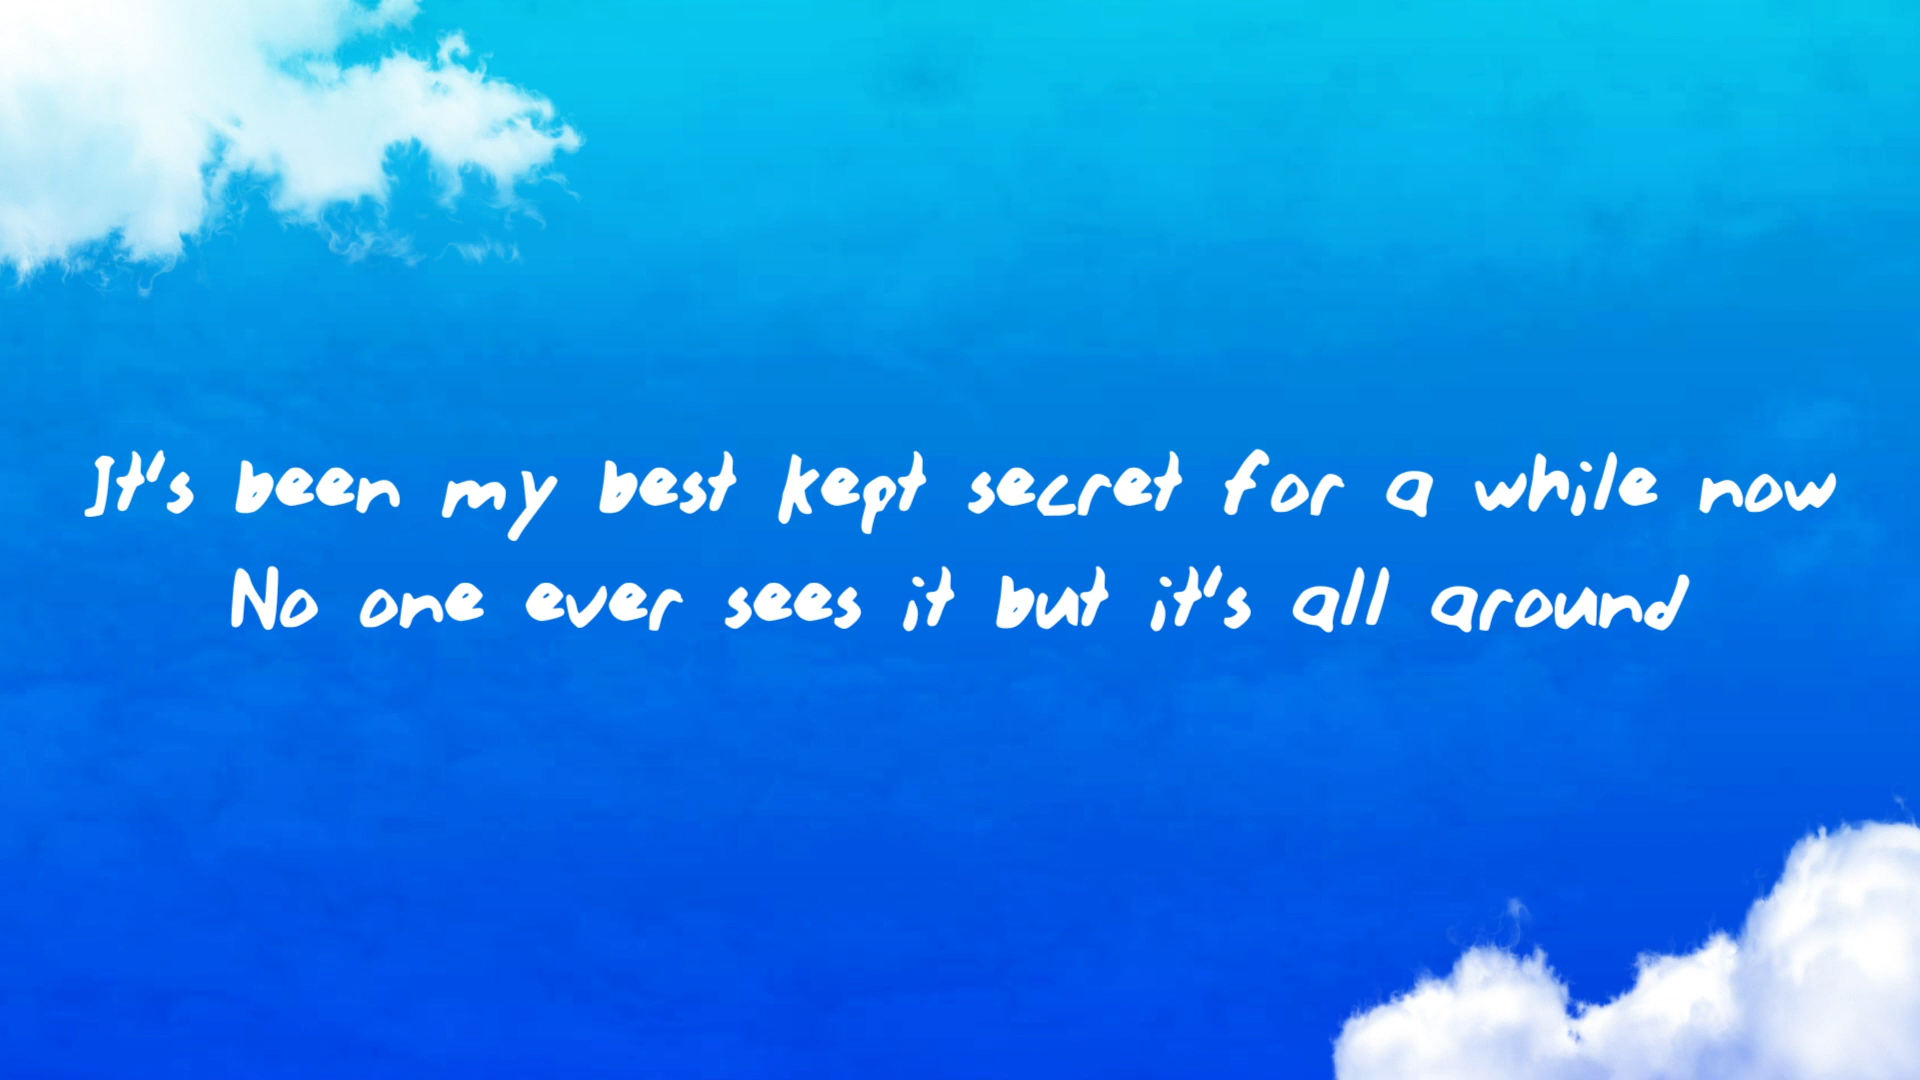 It's been my best kept secret for a while now
No one ever sees it but it's all around